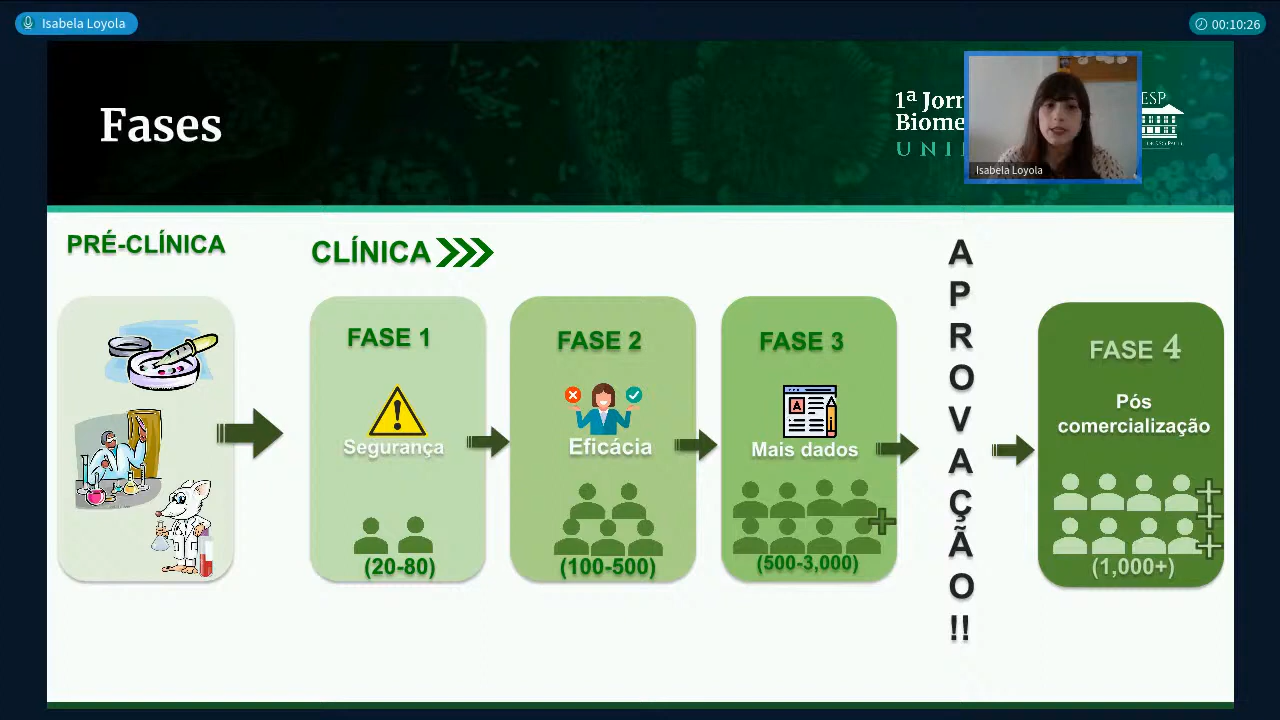 Isabela Loyola
00:10:26
Fases
1ª Jorn
Biome
UNI
ESP
Isabela Loyola
PRÉ-CLÍNICA
CLÍNICA
FASE 1
Segurança
(20-80)
FASE 2
Eficácia
(100-500)
FASE 3
A
Mais dados
(500-3,000)
APROVAÇÃO!!
FASE 4
Pós
comercialização
(1,000+)